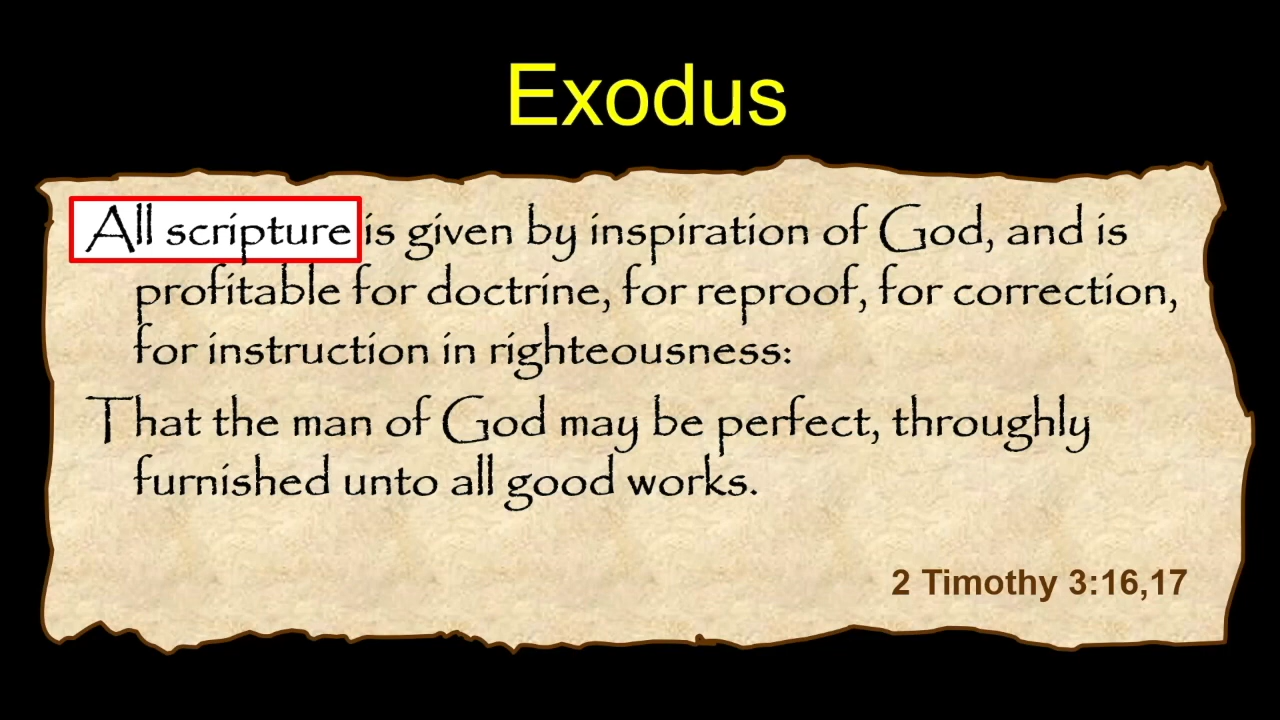 Exodus
All scripture is given by inspiration of God, and is
profitable for doctrine, for reproof, for correction,
for instruction in righteousness:
That the man of God may be perfect, throughly
furnished unto all good works.
2 Timothy 3:16,17